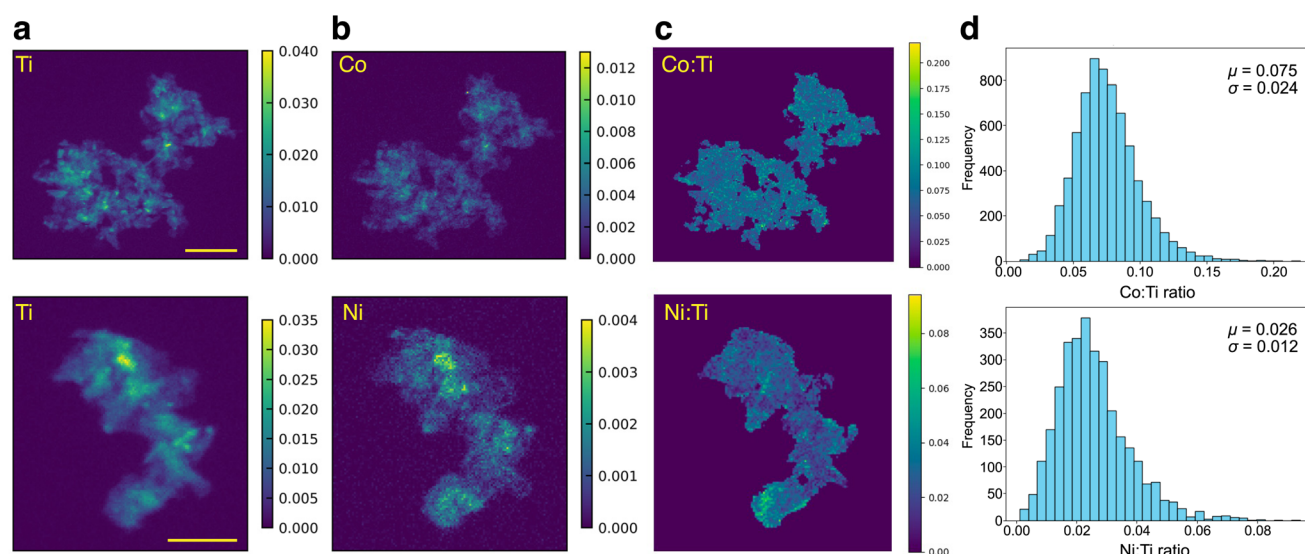 a
b
c
d
Ti
0.040
0.030
0.020
0.010
0.000
Co
0.012
0.010
0.008
0.006
0.004
0.002
0.000
Co:Ti
0.200
0.175
0.150
0.125
0.100
0.075
0.050
0.025
0.000
μ = 0.075
σ = 0.024
Frequency
800
600
400
200
0
0.00 0.05 0.10 0.15 0.20
Co:Ti ratio
Ti
0.035
0.030
0.025
0.020
0.015
0.010
0.005
0.000
Ni
0.004
0.003
0.002
0.001
0.000
Ni:Ti
0.08
0.06
0.04
0.02
0.00
μ = 0.026
σ = 0.012
Frequency
350
300
250
200
150
100
50
0
0.00 0.02 0.04 0.06 0.08
Ni:Ti ratio